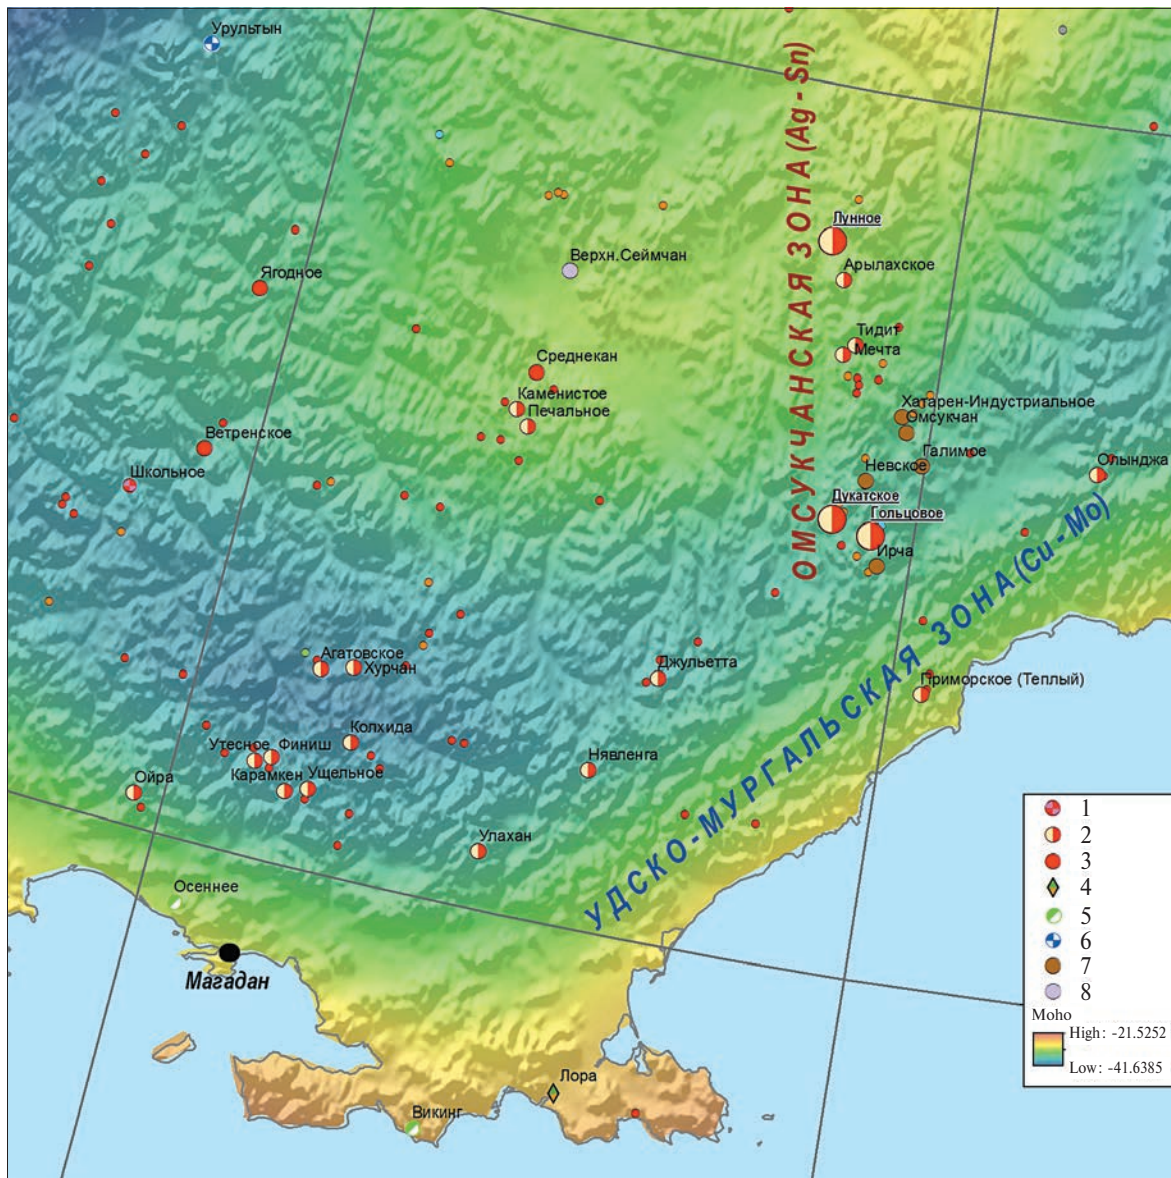 Урультын
ОМСУКЧАНСКАЯ ЗОНА (Ag - Sn)
Лунное
Верхн.Сеймчан
Арылахское
Ягодное
Тидит
Мечта
Среднекан
Каменистое
Печальное
Хатарен-Индустриальное
Омсукчан
Ветренское
Галимое
Олынджа
Школьное
Невское
Дукатское
Гольцовое
Ирча
УДСКО-МУРГАЛЬСКАЯ ЗОНА (Cu - Mo)
Агатовское
Хурчан
Джульетта
Приморское (Теплый)
Колхида
Утесное
Финиш
Нявленга
Ойра
Карамкен
Ущельное
Улахан
Осеннее
Магадан
Лора
Викинг
1
2
3
4
5
6
7
8
Moho
High: -21.5252
Low: -41.6385